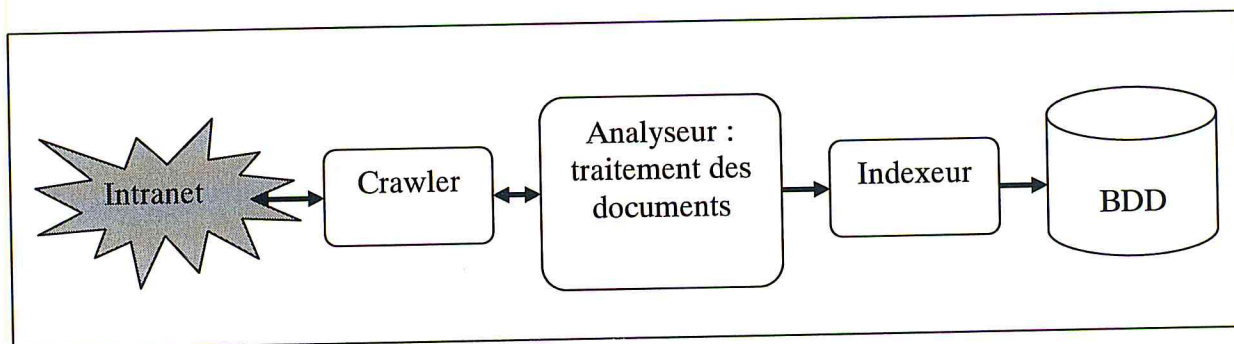 Intranet
Crawler
Analyseur :
traitement des
documents
Indexeur
BDD